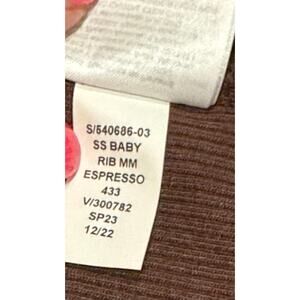 S/540686-03
SS BABY
RIB MM
ESPRESSO
433
V/300782
SP23
12/22